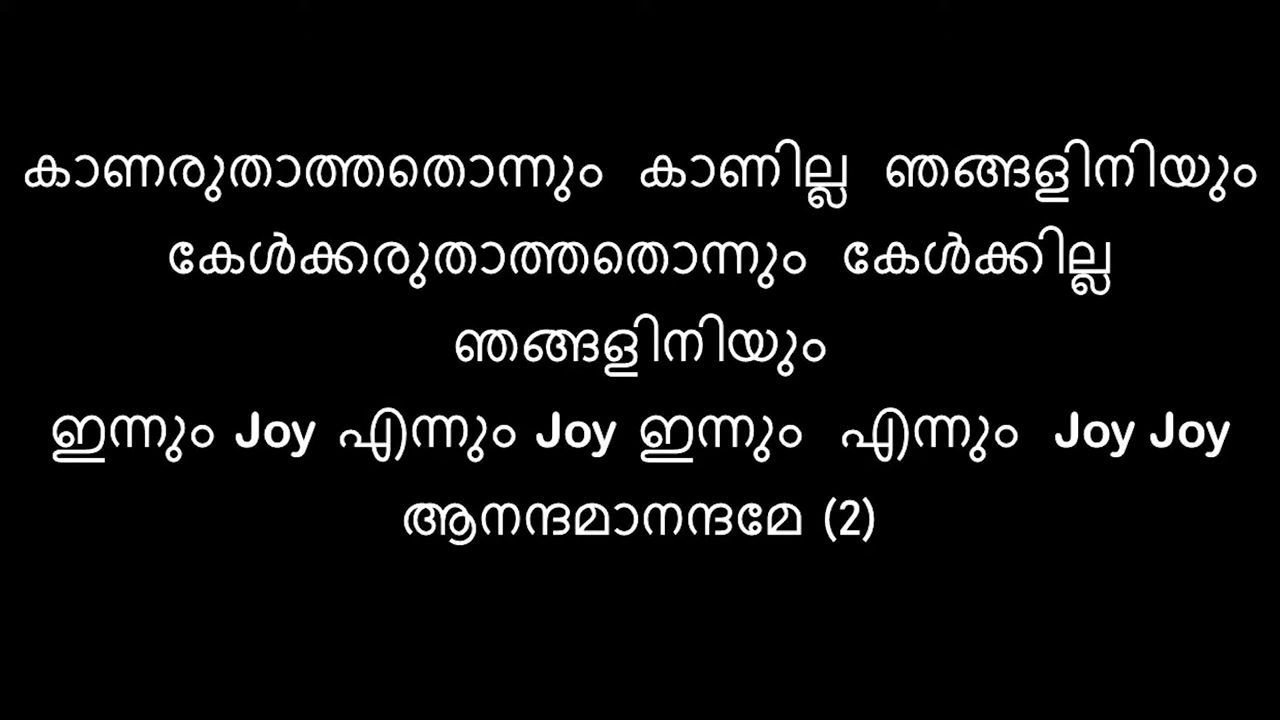 കാണരുതാത്തതൊന്നും കാണില്ല ഞങ്ങളിനിയും
കേൾക്കരുതാത്തതൊന്നും കേൾക്കില്ല
ഞങ്ങളിനിയും
ഇന്നും Joy എന്നും Joy ഇന്നും എന്നും Joy Joy
ആനന്ദമാനന്ദമേ (2)